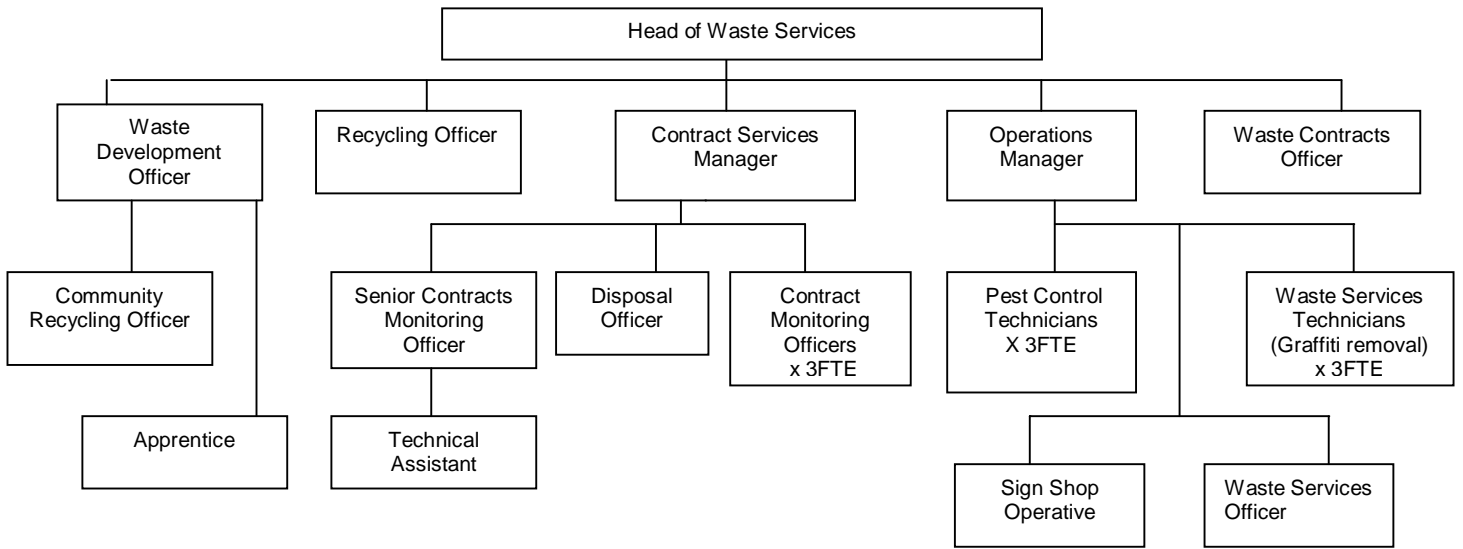 Head of Waste Services
Waste
Development
Officer
Recycling Officer
Contract Services
Manager
Operations
Manager
Waste Contracts
Officer
Community
Recycling Officer
Senior Contracts
Monitoring
Officer
Disposal
Officer
Contract
Monitoring
Officers
x 3FTE
Pest Control
Technicians
X 3FTE
Waste Services
Technicians
(Graffiti removal)
x 3FTE
Apprentice
Technical
Assistant
Sign Shop
Operative
Waste Services
Officer